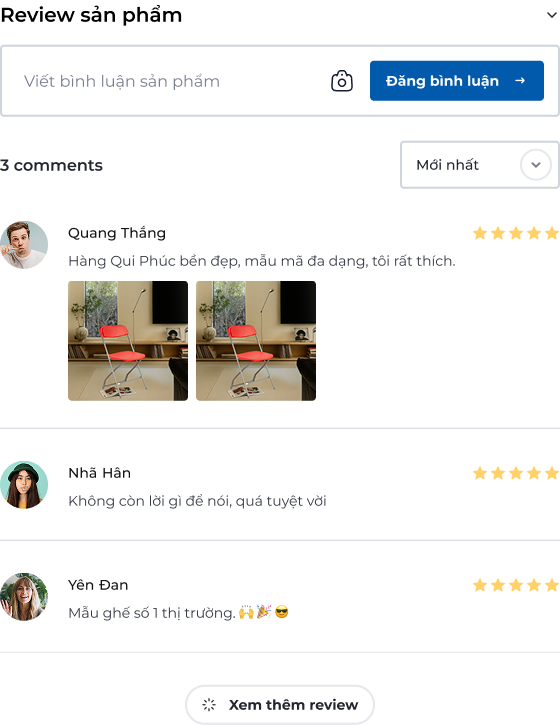 Review sản phẩm
Viết bình luận sản phẩm
Đăng bình luận →
3 comments
Mới nhất
Quang Thắng
Hàng Qui Phúc bền đẹp, mẫu mã đa dạng, tôi rất thích.
Nhã Hân
Không còn lời gì để nói, quá tuyệt vời
Yên Đan
Mẫu ghế số 1 thị trường. 🙌 🎉 😎
Xem thêm review